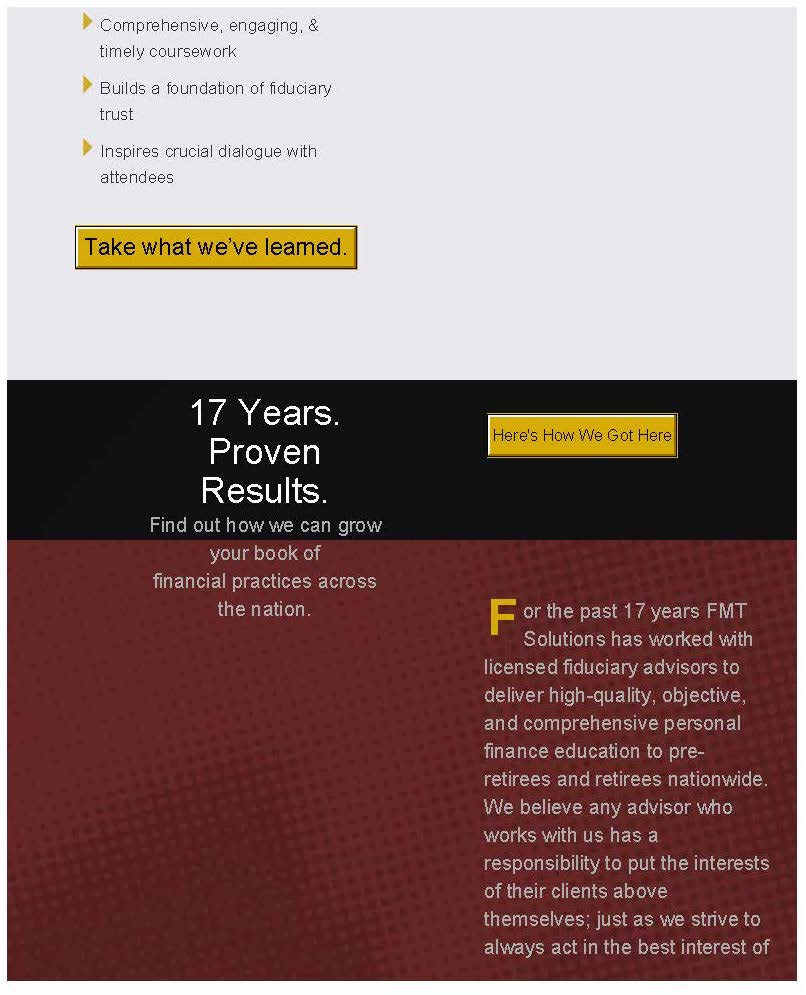 Comprehensive, engaging, &
timely coursework
Builds a foundation of fiduciary
trust
Inspires crucial dialogue with
attendees
Take what we’ve learned.
17 Years.
Proven
Results.
Find out how we can grow
your book of
financial practices across
the nation.
Here's How We Got Here
For the past 17 years FMT
Solutions has worked with
licensed fiduciary advisors to
deliver high-quality, objective,
and comprehensive personal
finance education to pre-
retirees and retirees nationwide.
We believe any advisor who
works with us has a
responsibility to put the interests
of their clients above
themselves; just as we strive to
always act in the best interest of